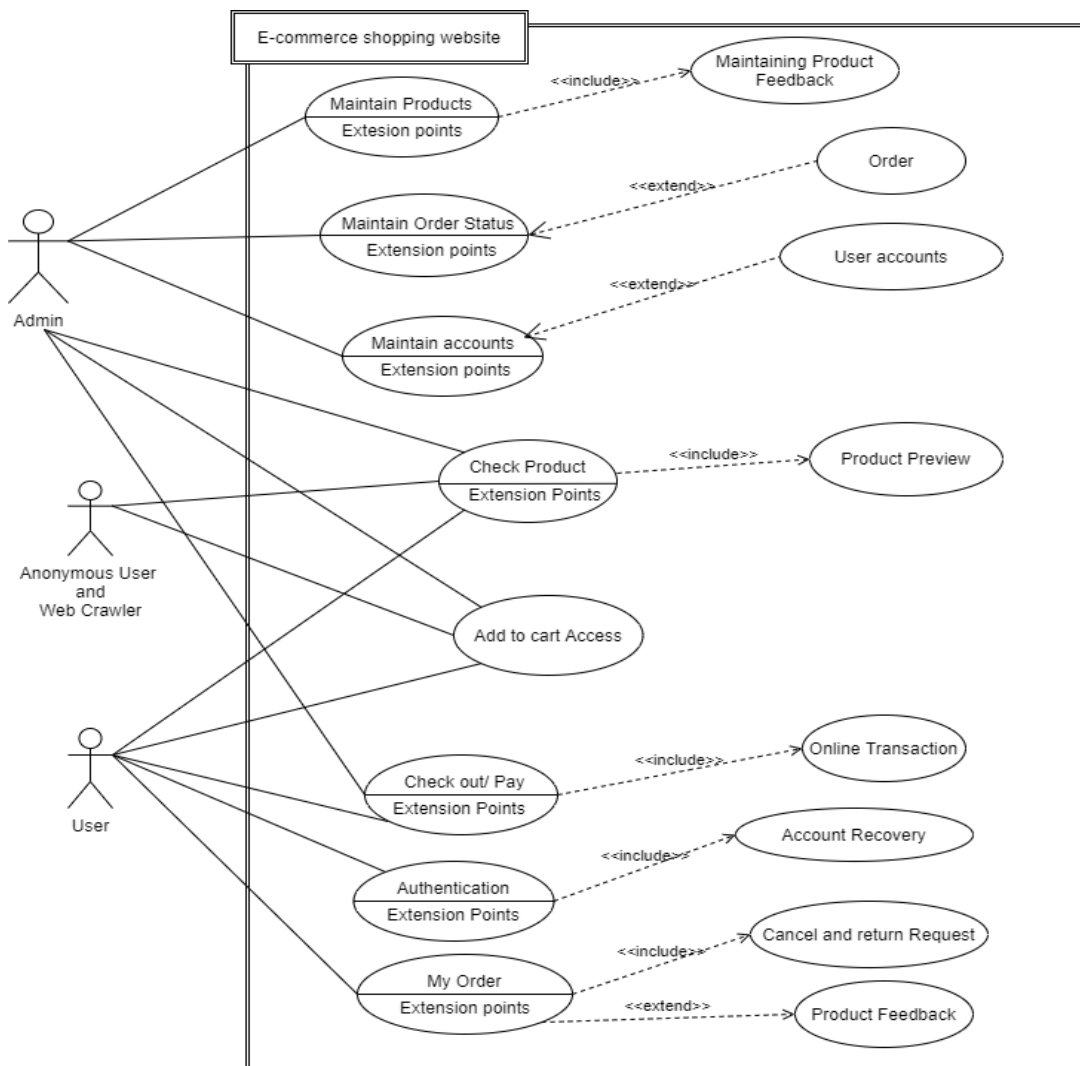 E-commerce shopping website
Maintaining Product
Feedback
<<include>>
Maintain Products
Extesion points
Order
<<extend>>
Maintain Order Status
Extension points
User accounts
<<extend>>
Admin
Maintain accounts
Extension points
<<include>>
Check Product
Extension Points
Product Preview
Anonymous User
and
Web Crawler
Add to cart Access
Online Transaction
<<include>>
Check out/ Pay
Extension Points
User
Account Recovery
<<include>>
Authentication
Extension Points
Cancel and return Request
<<include>>
My Order
Extension points
<<extend>>
Product Feedback